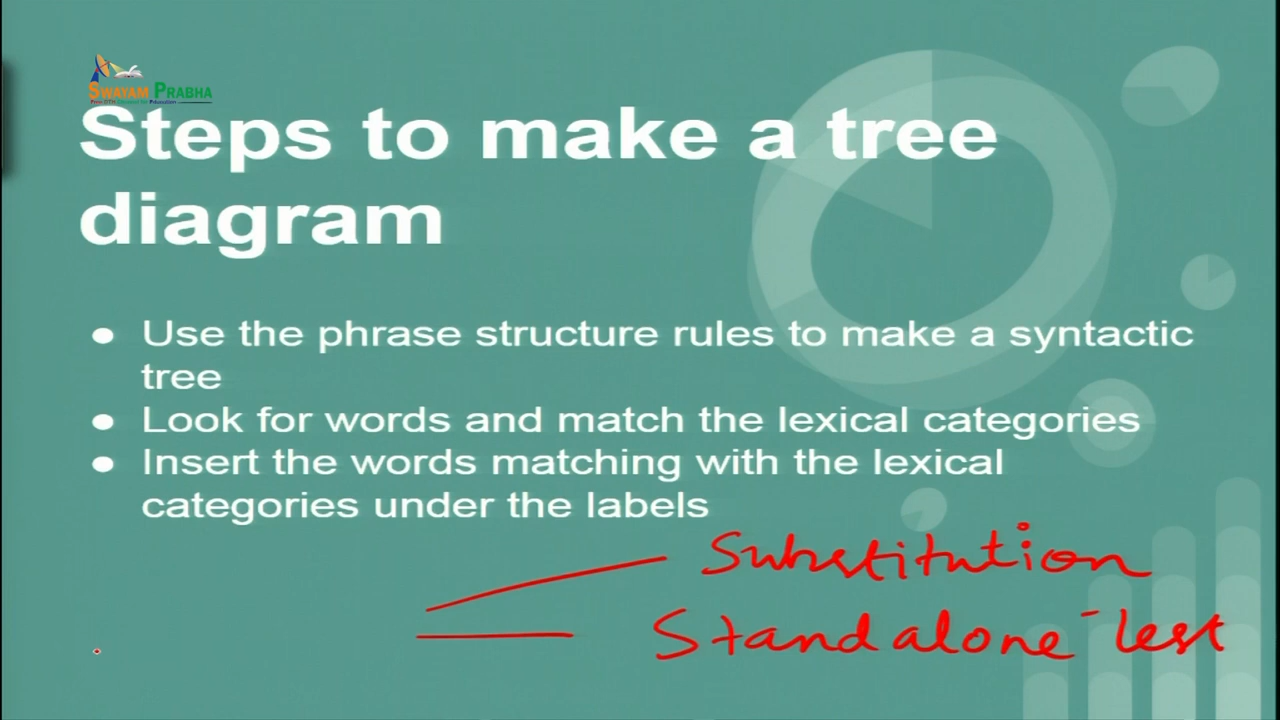 SWAYAM PRABHA
Steps to make a tree
diagram
● Use the phrase structure rules to make a syntactic
tree
● Look for words and match the lexical categories
● Insert the words matching with the lexical
categories under the labels
Substitution
Standalone Test